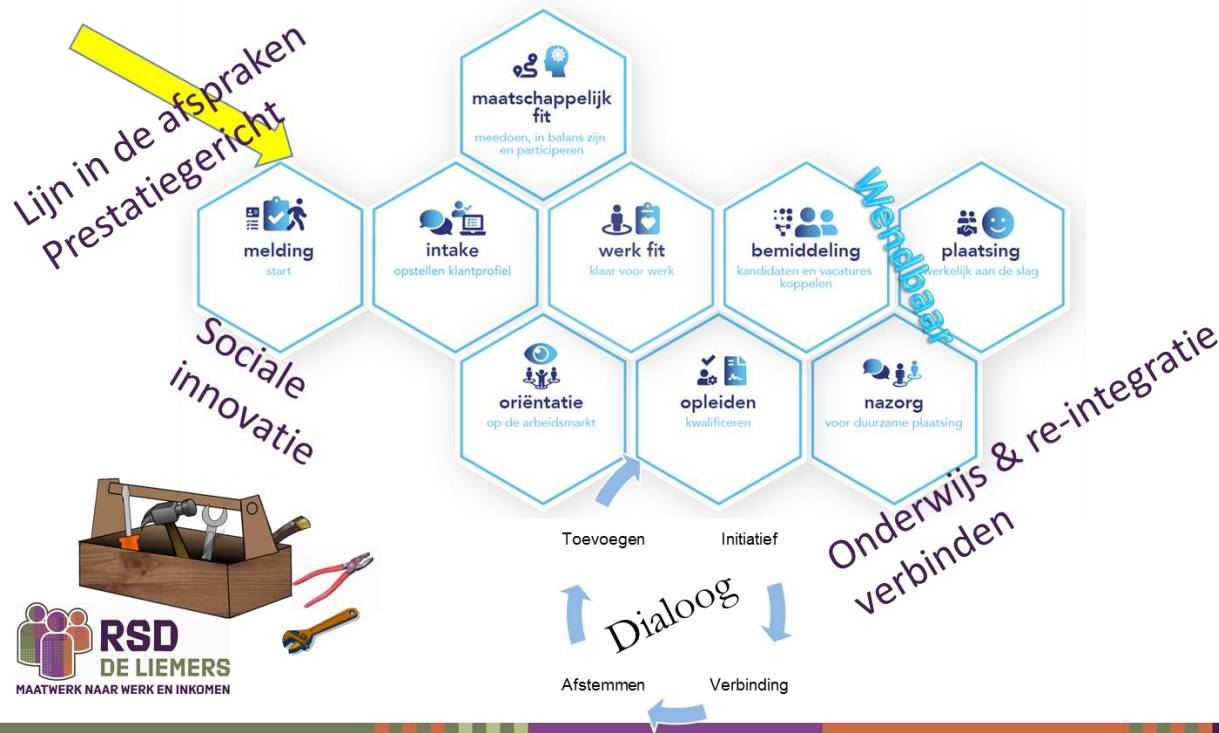 Lijn in de afspraken
Prestatiegericht
maatschappelijk
fit
meedoen, in balans zijn
en participeren
melding
start
intake
opstellen klantprofiel
werk fit
klaar voor werk
bemiddeling
kandidaten en vacatures
koppelen
Wendbaar
plaatsing
werkelijk aan de slag
Sociale
innovatie
oriëntatie
op de arbeidsmarkt
opleiden
kwalificeren
nazorg
voor duurzame plaatsing
Onderwijs & re-integratie
verbinden
Toevoegen
Initiatief
Dialoog
Afstemmen
Verbinding
RSD
DE LIEMERS
MAATWERK NAAR WERK EN INKOMEN